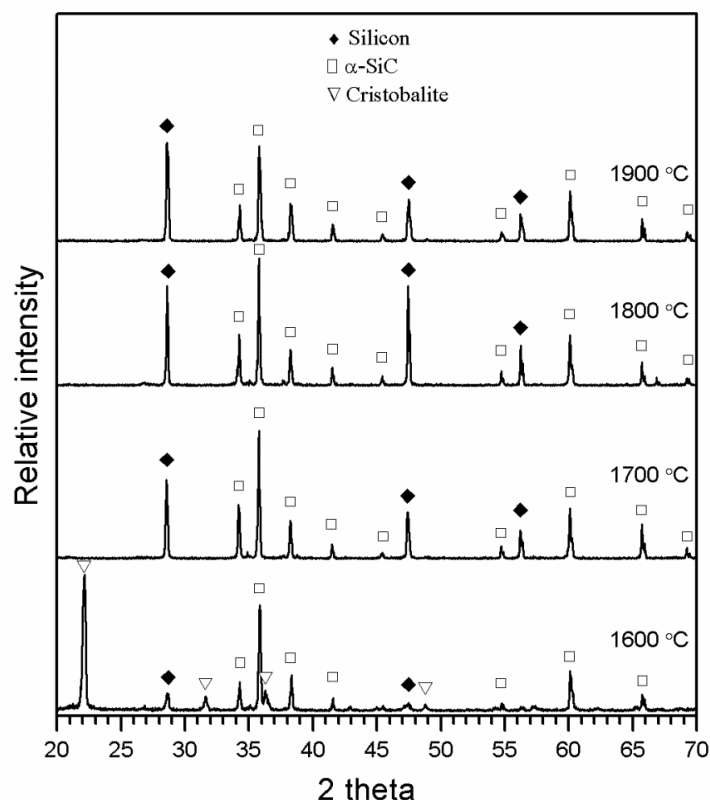 ◆ Silicon
□ α-SiC
▽ Cristobalite
1900 °C
1800 °C
1700 °C
1600 °C
Relative intensity
20 25 30 35 40 45 50 55 60 65 70
2 theta